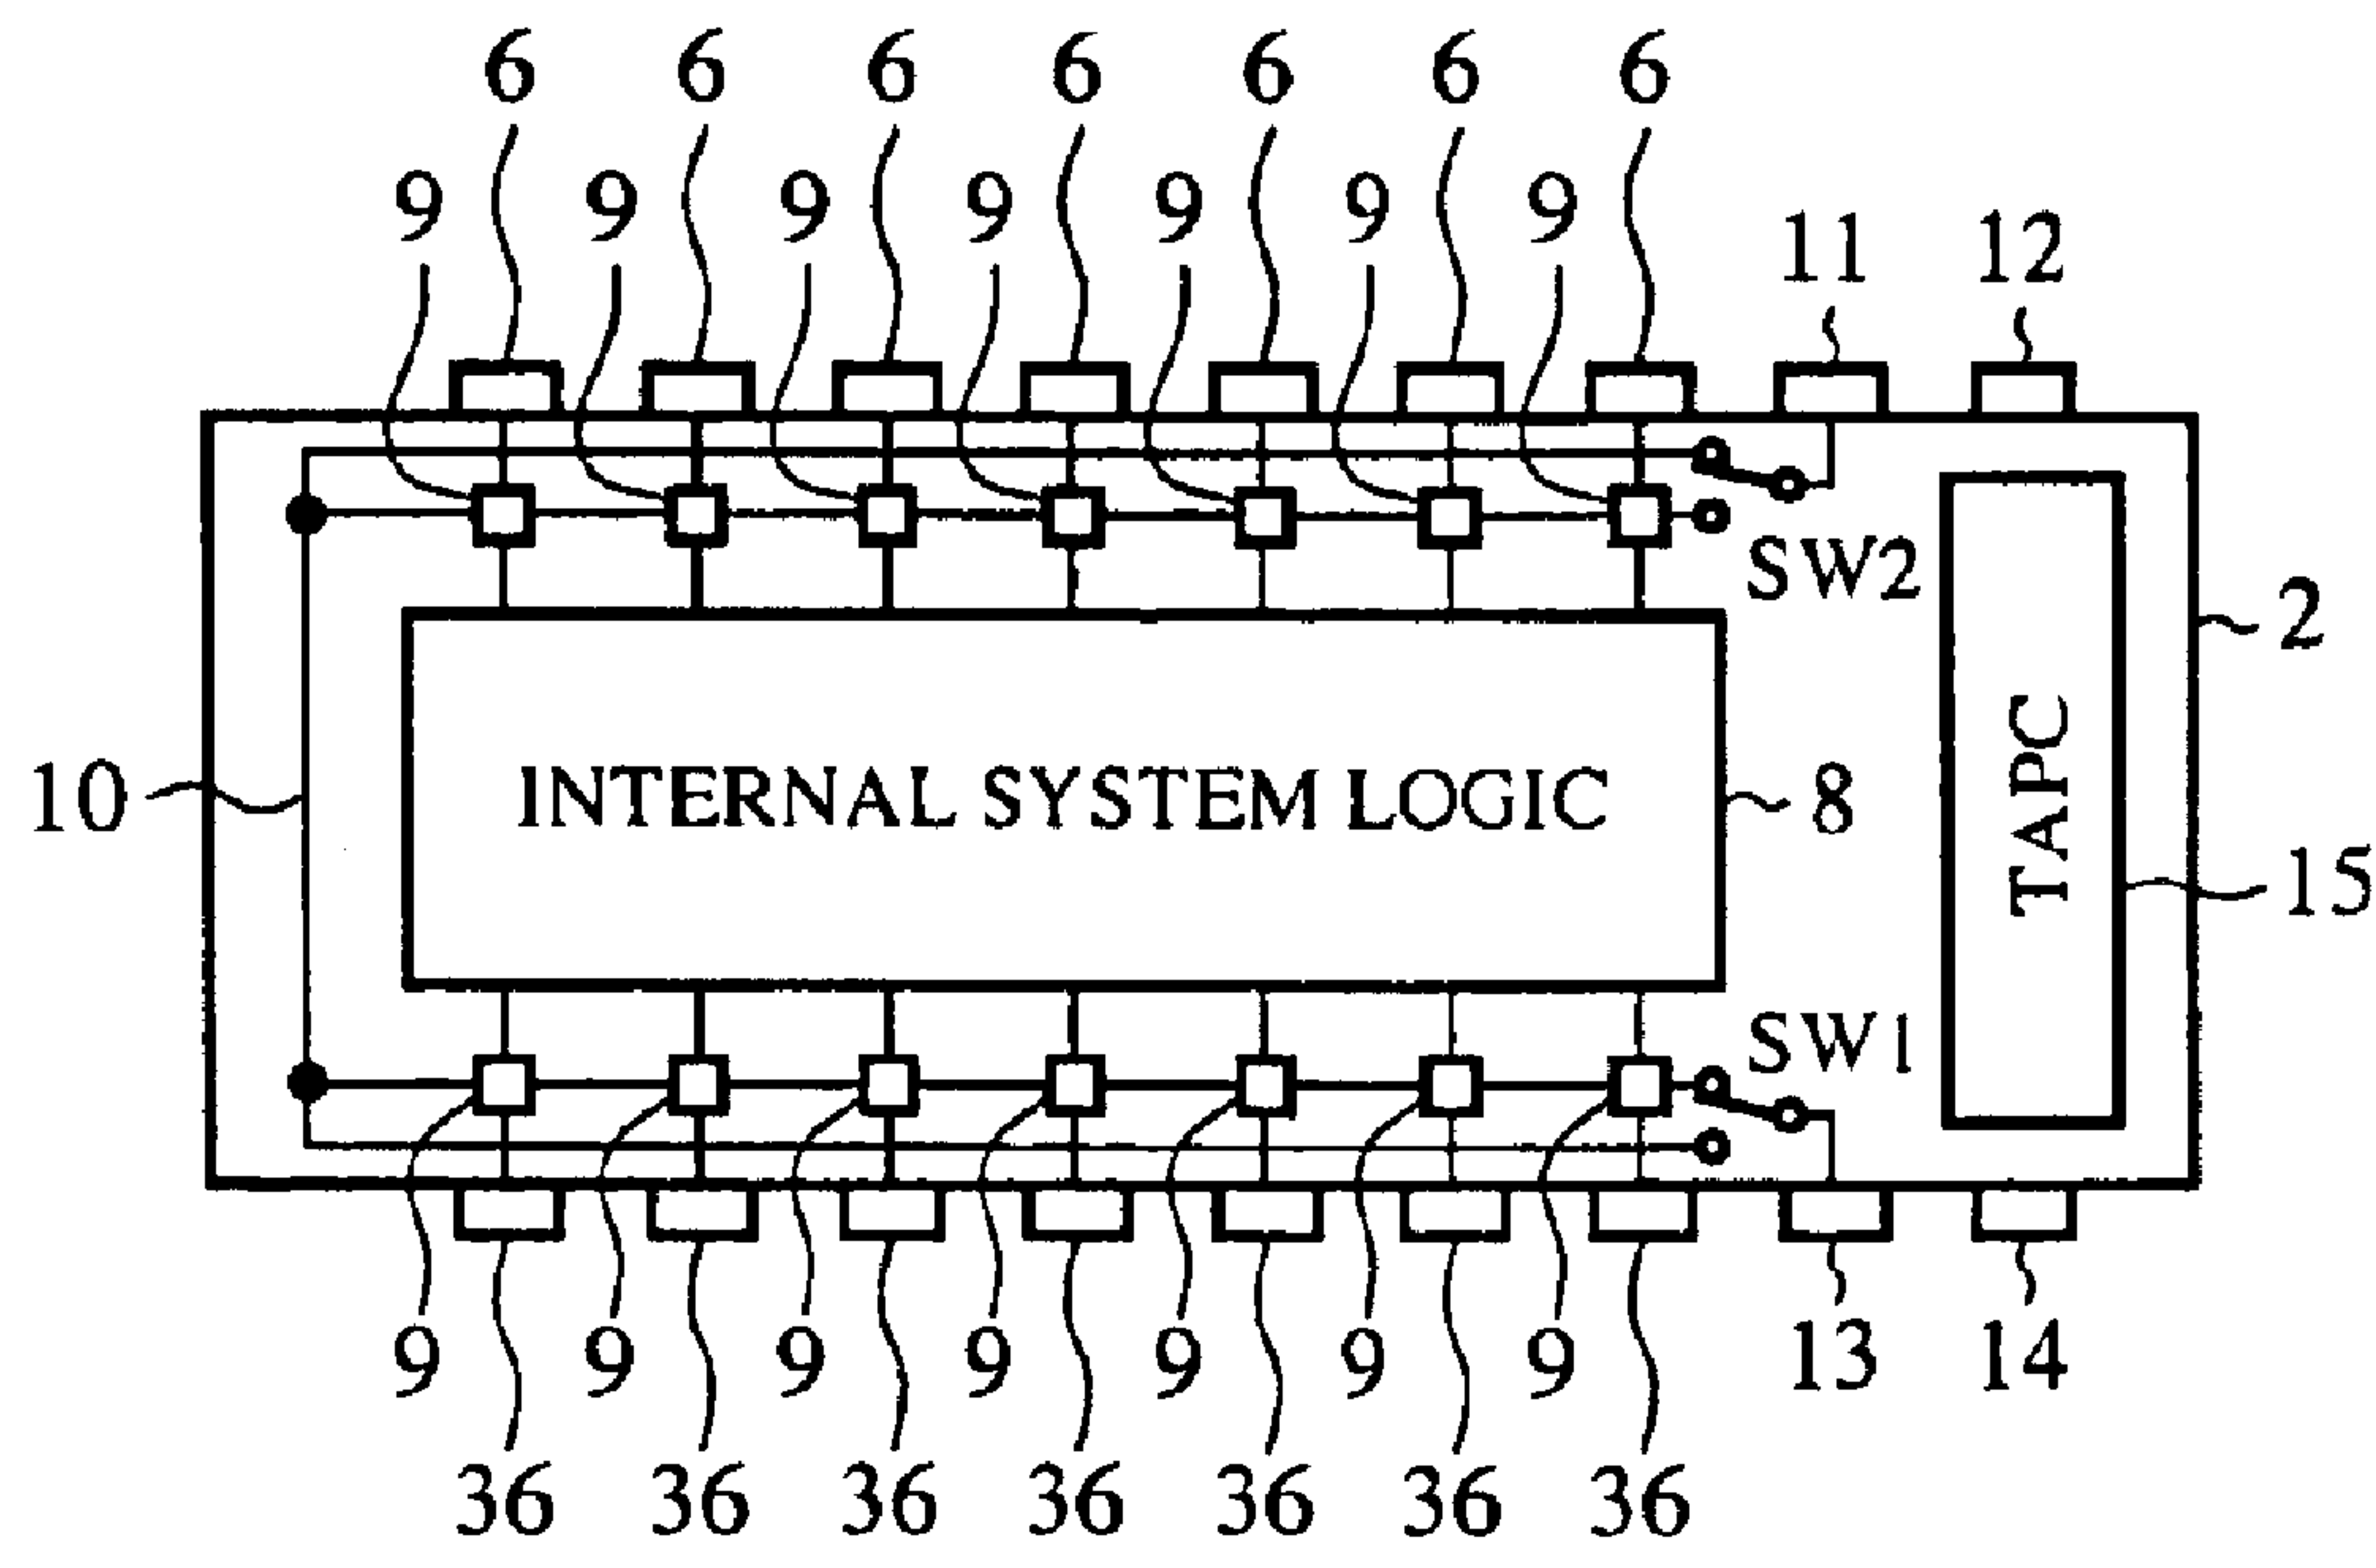 6 6 6 6 6 6 6
9 9 9 9 9 9 9 11 12
SW2
2
INTERNAL SYSTEM LOGIC
TAPC
10
8
15
SW1
9 9 9 9 9 9 9 13 14
36 36 36 36 36 36 36